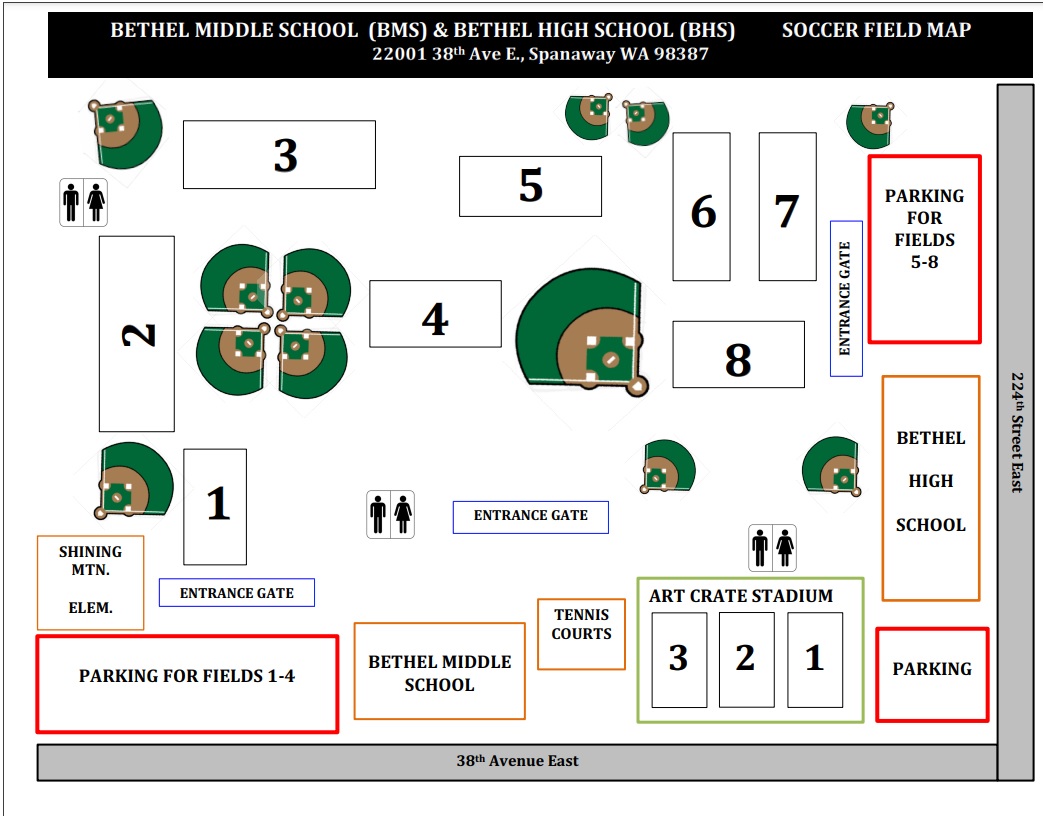 BETHEL MIDDLE SCHOOL (BMS) & BETHEL HIGH SCHOOL (BHS) SOCCER FIELD MAP
22001 38th Ave E., Spanaway WA 98387
3
5
6
7
PARKING
FOR
FIELDS
5-8
2
4
8
ENTRANCE GATE
224th Street East
BETHEL
HIGH
SCHOOL
1
ENTRANCE GATE
SHINING
MTN.
ELEM.
ENTRANCE GATE
TENNIS
COURTS
ART CRATE STADIUM
3
2
1
PARKING FOR FIELDS 1-4
BETHEL MIDDLE
SCHOOL
PARKING
38th Avenue East